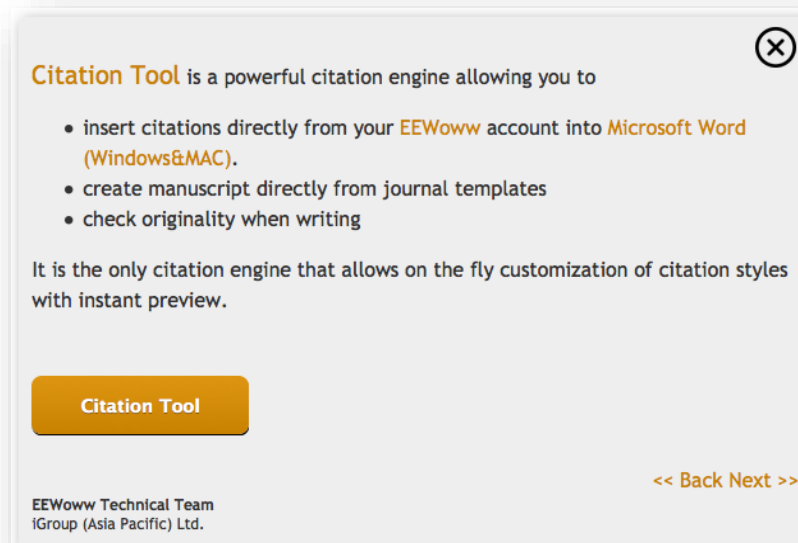 Citation Tool is a powerful citation engine allowing you to
• insert citations directly from your EEWoww account into Microsoft Word
(Windows&MAC).
• create manuscript directly from journal templates
• check originality when writing
It is the only citation engine that allows on the fly customization of citation styles
with instant preview.
Citation Tool
<< Back Next >>
EEWoww Technical Team
iGroup (Asia Pacific) Ltd.